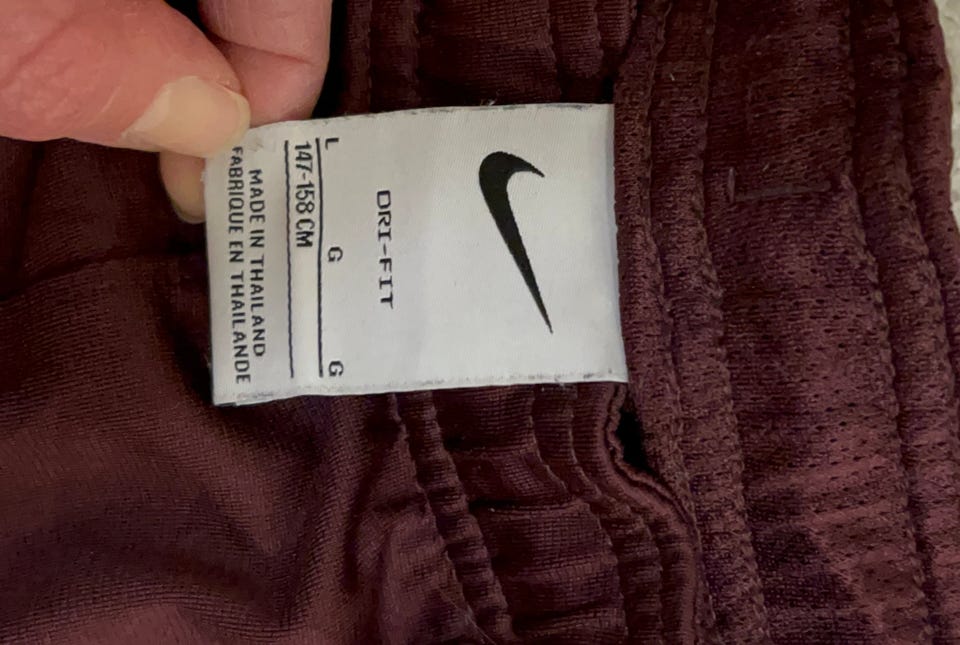 DRI-FIT
L G G
147-158 CM
MADE IN THAILAND
FABRIQUE EN THAILANDE